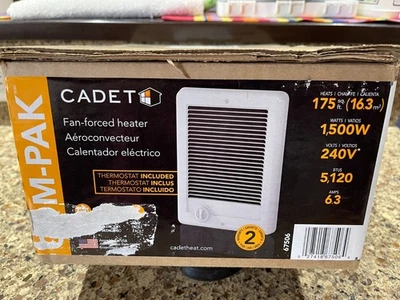 M-PAK
CADET
Fan-forced heater
Aéroconvecteur
Calentador eléctrico
THERMOSTAT INCLUDED
THERMOSTAT INCLUS
TERMOSTATO INCLUIDO
cadetheat.com
2
67506
HEATS | CHAUFFE | CALIENTA
175 sq. ft. (16.3m²)
WATTS | VATIOS
1,500W
VOLTS | VOLTIOS
240V*
BTUS
5,120
AMPS
6.3